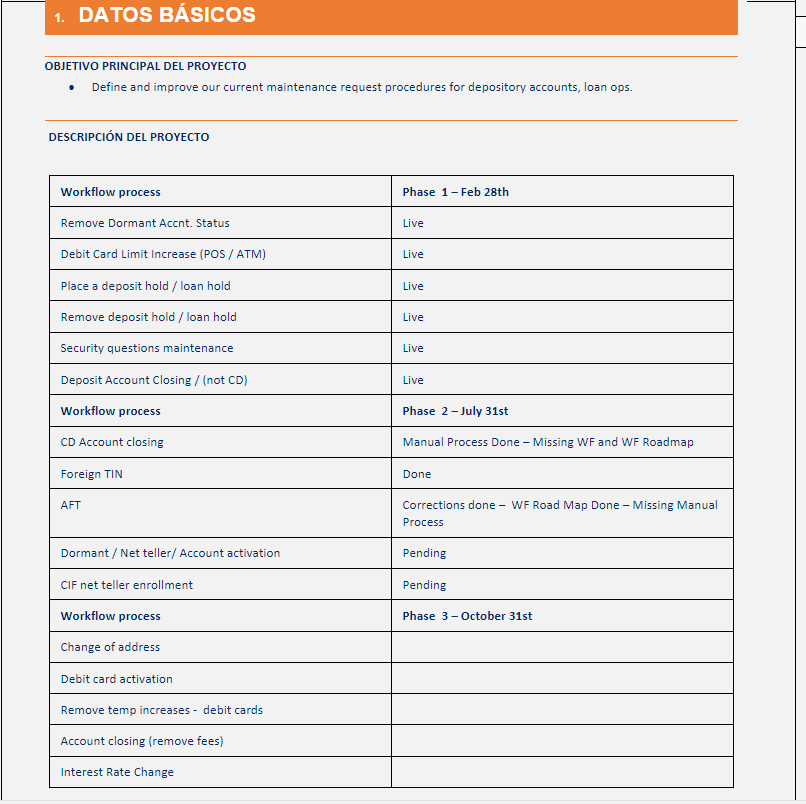 1. DATOS BÁSICOS
OBJETIVO PRINCIPAL DEL PROYECTO
• Define and improve our current maintenance request procedures for depository accounts, loan ops.
DESCRIPCIÓN DEL PROYECTO
Workflow process Phase 1 – Feb 28th
Remove Dormant Accnt. Status Live
Debit Card Limit Increase (POS / ATM) Live
Place a deposit hold / loan hold Live
Remove deposit hold / loan hold Live
Security questions maintenance Live
Deposit Account Closing / (not CD) Live
Workflow process Phase 2 – July 31st
CD Account closing Manual Process Done – Missing WF and WF Roadmap
Foreign TIN Done
AFT Corrections done – WF Road Map Done – Missing Manual
Process
Dormant / Net teller/ Account activation Pending
CIF net teller enrollment Pending
Workflow process Phase 3 – October 31st
Change of address
Debit card activation
Remove temp increases - debit cards
Account closing (remove fees)
Interest Rate Change